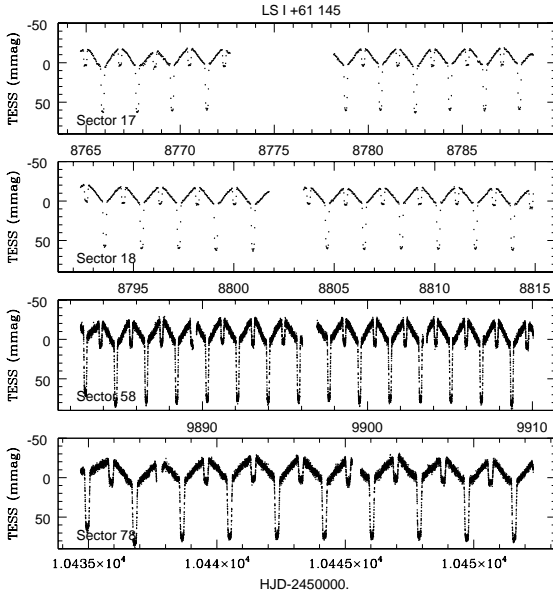 LS I +61 145
-50
0
50
TESS (mmag)
Sector 17
8765 8770 8775 8780 8785
-50
0
50
TESS (mmag)
Sector 18
8795 8800 8805 8810 8815
-50
0
50
TESS (mmag)
Sector 58
9890 9900 9910
-50
0
50
TESS (mmag)
Sector 78
1.0435×10⁴ 1.044×10⁴ 1.0445×10⁴ 1.045×10⁴
HJD-2450000.